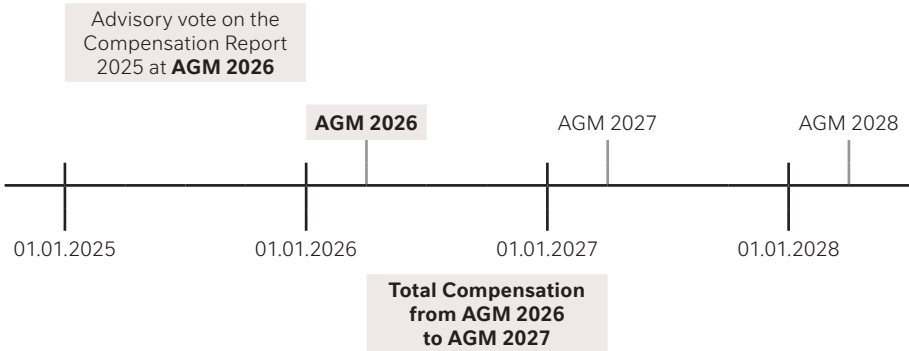 Advisory vote on the
Compensation Report
2025 at AGM 2026
AGM 2026
AGM 2027
AGM 2028
01.01.2025
01.01.2026
01.01.2027
01.01.2028
Total Compensation
from AGM 2026
to AGM 2027